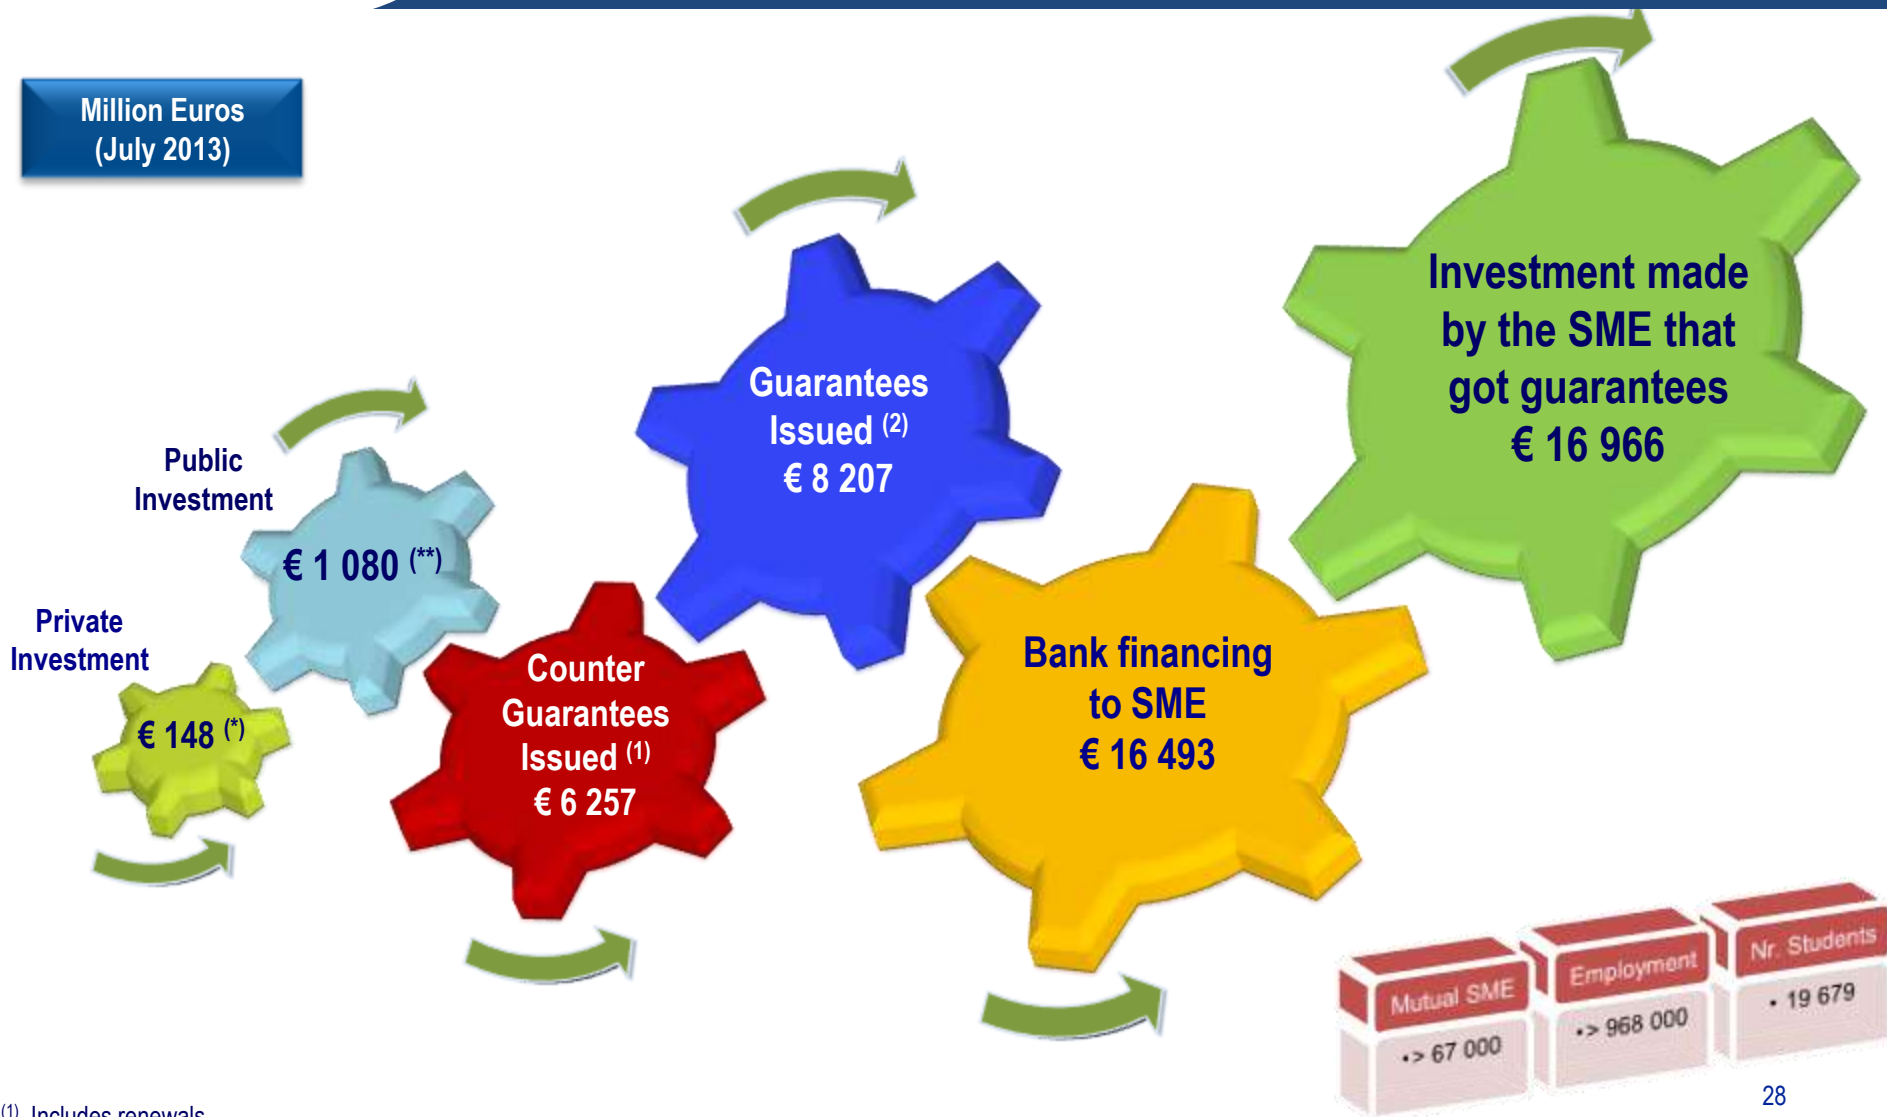 Million Euros
(July 2013)
Investment made
by the SME that
got guarantees
€ 16 966
Guarantees
Issued (2)
€ 8 207
Public
Investment
€ 1 080 (**)
Private
Investment
€ 148 (*)
Counter
Guarantees
Issued (1)
€ 6 257
Bank financing
to SME
€ 16 493
Mutual SME
•> 67 000
Employment
•> 968 000
Nr. Students
• 19 679
28
(1) Includes renewals